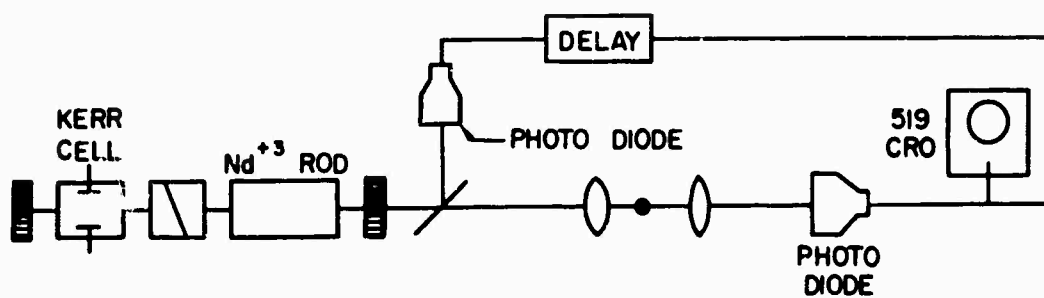 DELAY
KERR
CELL
PHOTO DIODE
519
CRO
Nd+3 ROD
PHOTO
DIODE